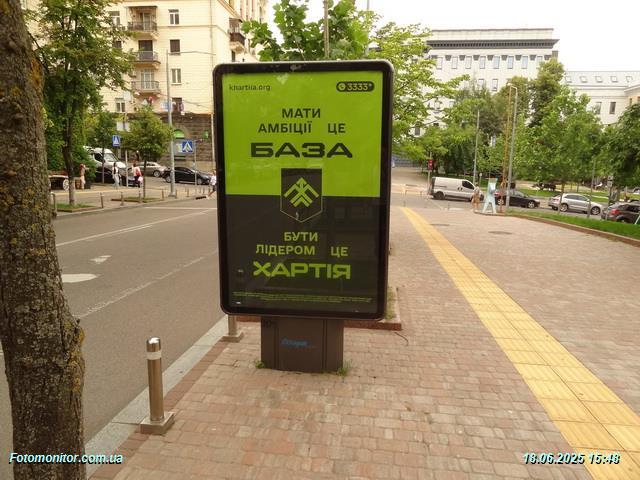 khartiia.org
3333*
МАТИ
АМБІЦІЇ ЦЕ
БАЗА
БУТИ
ЛІДЕРОМ ЦЕ
ХАРТІЯ
Fotomonitor.com.ua
18.06.2025 15:48